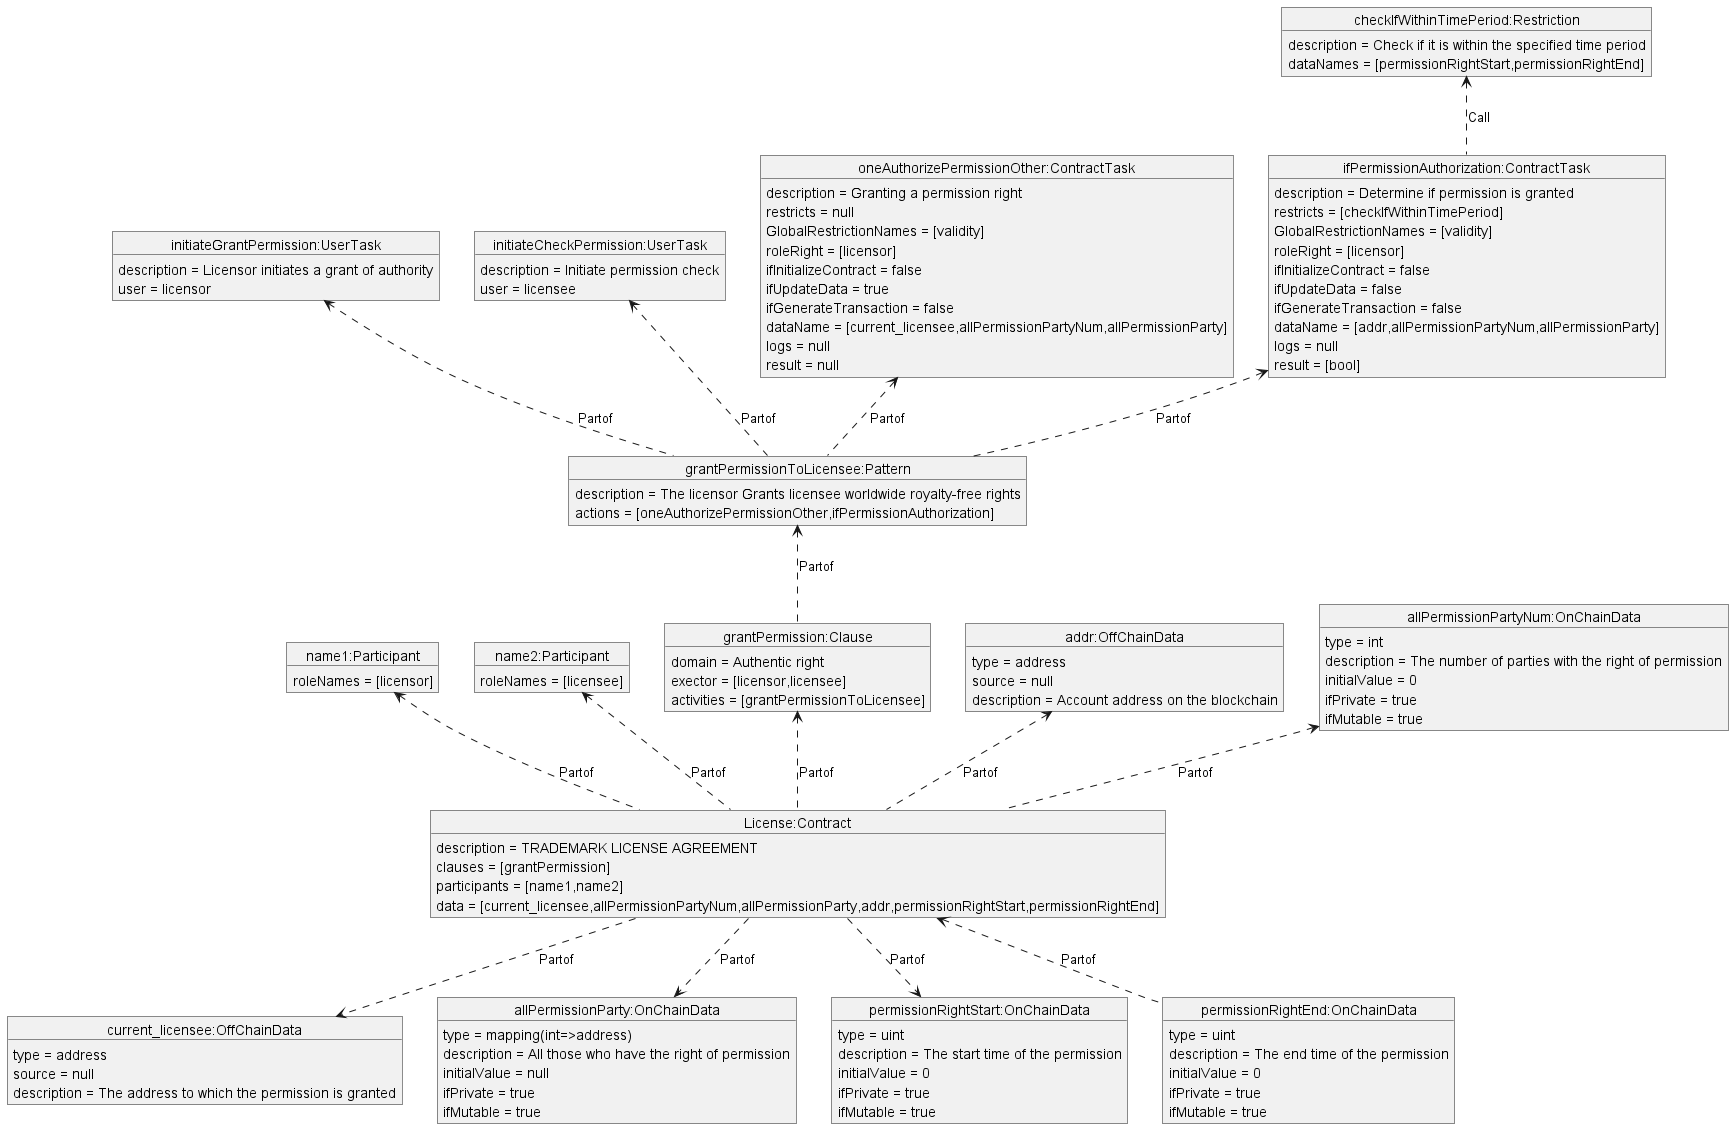 checkIfWithinTimePeriod:Restriction
description = Check if it is within the specified time period
dataNames = [permissionRightStart,permissionRightEnd]
Call
initiateGrantPermission:UserTask
description = Licensor initiates a grant of authority
user = licensor
initiateCheckPermission:UserTask
description = Initiate permission check
user = licensee
oneAuthorizePermissionOther:ContractTask
description = Granting a permission right
restricts = null
GlobalRestrictionNames = [validity]
roleRight = [licensor]
ifInitializeContract = false
ifUpdateData = true
ifGenerateTransaction = false
dataName = [current_licensee,allPermissionPartyNum,allPermissionParty]
logs = null
result = null
ifPermissionAuthorization:ContractTask
description = Determine if permission is granted
restricts = [checkIfWithinTimePeriod]
GlobalRestrictionNames = [validity]
roleRight = [licensor]
ifInitializeContract = false
ifUpdateData = false
ifGenerateTransaction = false
dataName = [addr,allPermissionPartyNum,allPermissionParty]
logs = null
result = [bool]
Partof
Partof
Partof
Partof
grantPermissionToLicensee:Pattern
description = The licensor Grants licensee worldwide royalty-free rights
actions = [oneAuthorizePermissionOther,ifPermissionAuthorization]
Partof
name1:Participant
roleNames = [licensor]
name2:Participant
roleNames = [licensee]
grantPermission:Clause
domain = Authentic right
exector = [licensor,licensee]
activities = [grantPermissionToLicensee]
addr:OffChainData
type = address
source = null
description = Account address on the blockchain
allPermissionPartyNum:OnChainData
type = int
description = The number of parties with the right of permission
initialValue = 0
ifPrivate = true
ifMutable = true
Partof
Partof
Partof
Partof
Partof
License:Contract
description = TRADEMARK LICENSE AGREEMENT
clauses = [grantPermission]
participants = [name1,name2]
data = [current_licensee,allPermissionPartyNum,allPermissionParty,addr,permissionRightStart,permissionRightEnd]
Partof
Partof
Partof
Partof
current_licensee:OffChainData
type = address
source = null
description = The address to which the permission is granted
allPermissionParty:OnChainData
type = mapping(int=>address)
description = All those who have the right of permission
initialValue = null
ifPrivate = true
ifMutable = true
permissionRightStart:OnChainData
type = uint
description = The start time of the permission
initialValue = 0
ifPrivate = true
ifMutable = true
permissionRightEnd:OnChainData
type = uint
description = The end time of the permission
initialValue = 0
ifPrivate = true
ifMutable = true